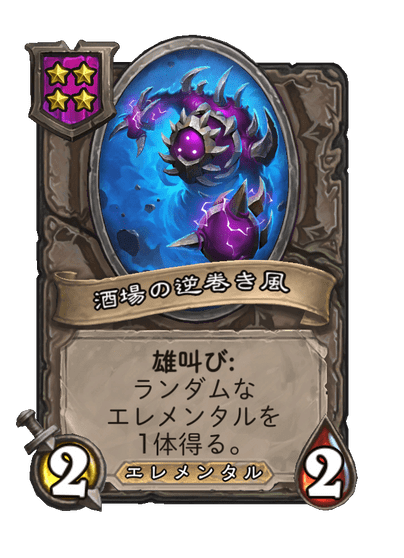 酒場の逆巻き風
雄叫び:
ランダムな
エレメンタルを
1体得る。
エレメンタル
2
2